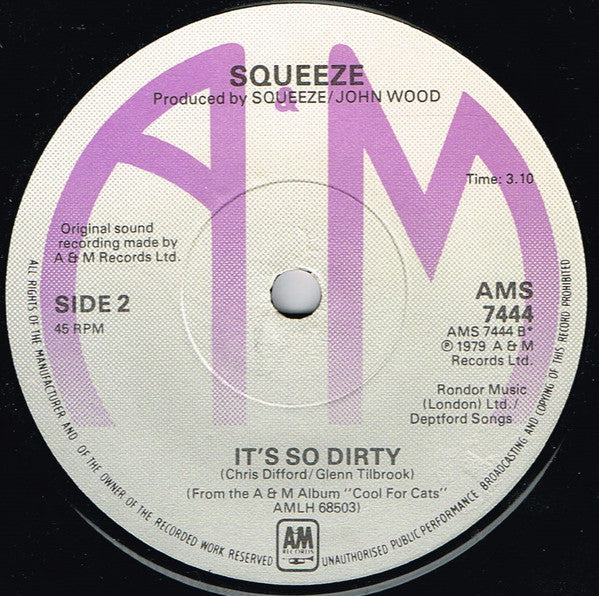 SQUEEZE
Produced by SQUEEZE/JOHN WOOD
A&M
Time: 3.10
Original sound
recording made by
A & M Records Ltd.
SIDE 2
45 RPM
AMS
7444
AMS 7444 B*
℗ 1979 A & M
Records Ltd.
Rondor Music
(London) Ltd./
Deptford Songs
IT'S SO DIRTY
(Chris Difford/Glenn Tilbrook)
(From the A & M Album "Cool For Cats"
AMLH 68503)
AM
RECORDS
ALL RIGHTS OF THE MANUFACTURER AND OF THE OWNER OF THE RECORDED WORK RESERVED UNAUTHORISED PUBLIC PERFORMANCE BROADCASTING AND COPYING OF THIS RECORD PROHIBITED